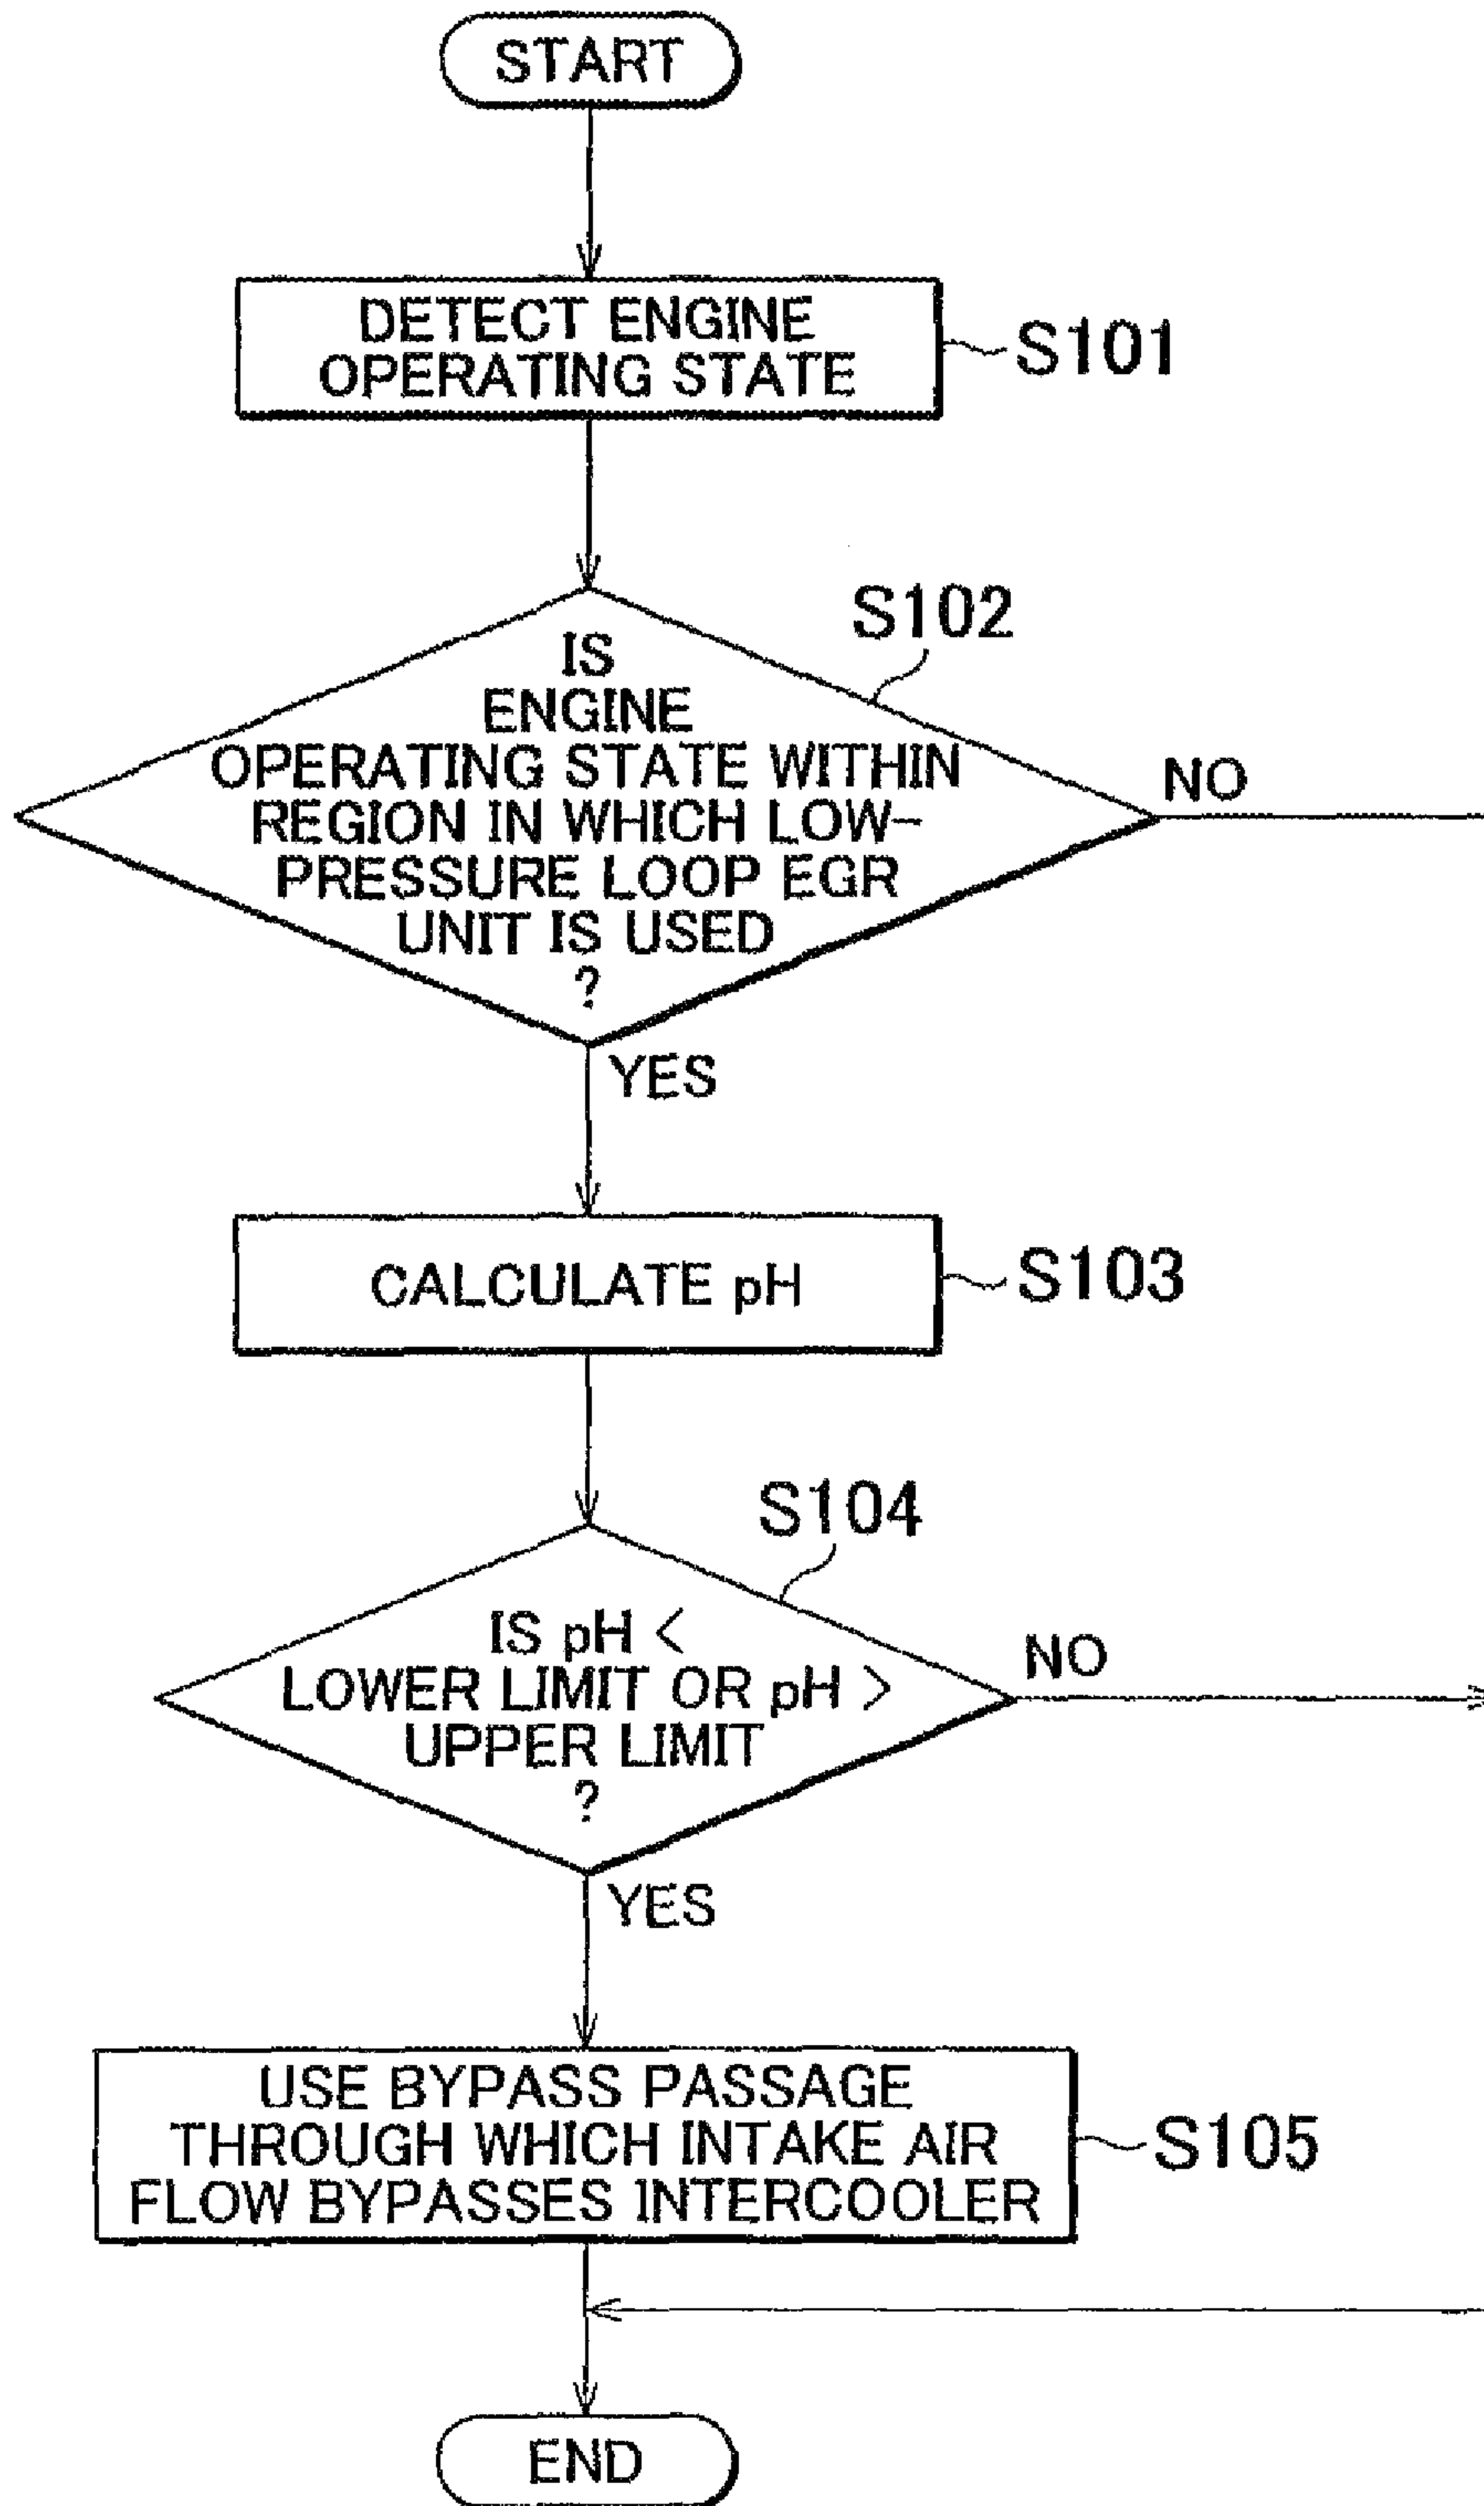 START
DETECT ENGINE
OPERATING STATE
S101
S102
IS
ENGINE
OPERATING STATE WITHIN
REGION IN WHICH LOW-
PRESSURE LOOP EGR
UNIT IS USED
?
NO
YES
CALCULATE pH
S103
S104
IS pH <
LOWER LIMIT OR pH >
UPPER LIMIT
?
NO
YES
USE BYPASS PASSAGE
THROUGH WHICH INTAKE AIR
FLOW BYPASSES INTERCOOLER
S105
END